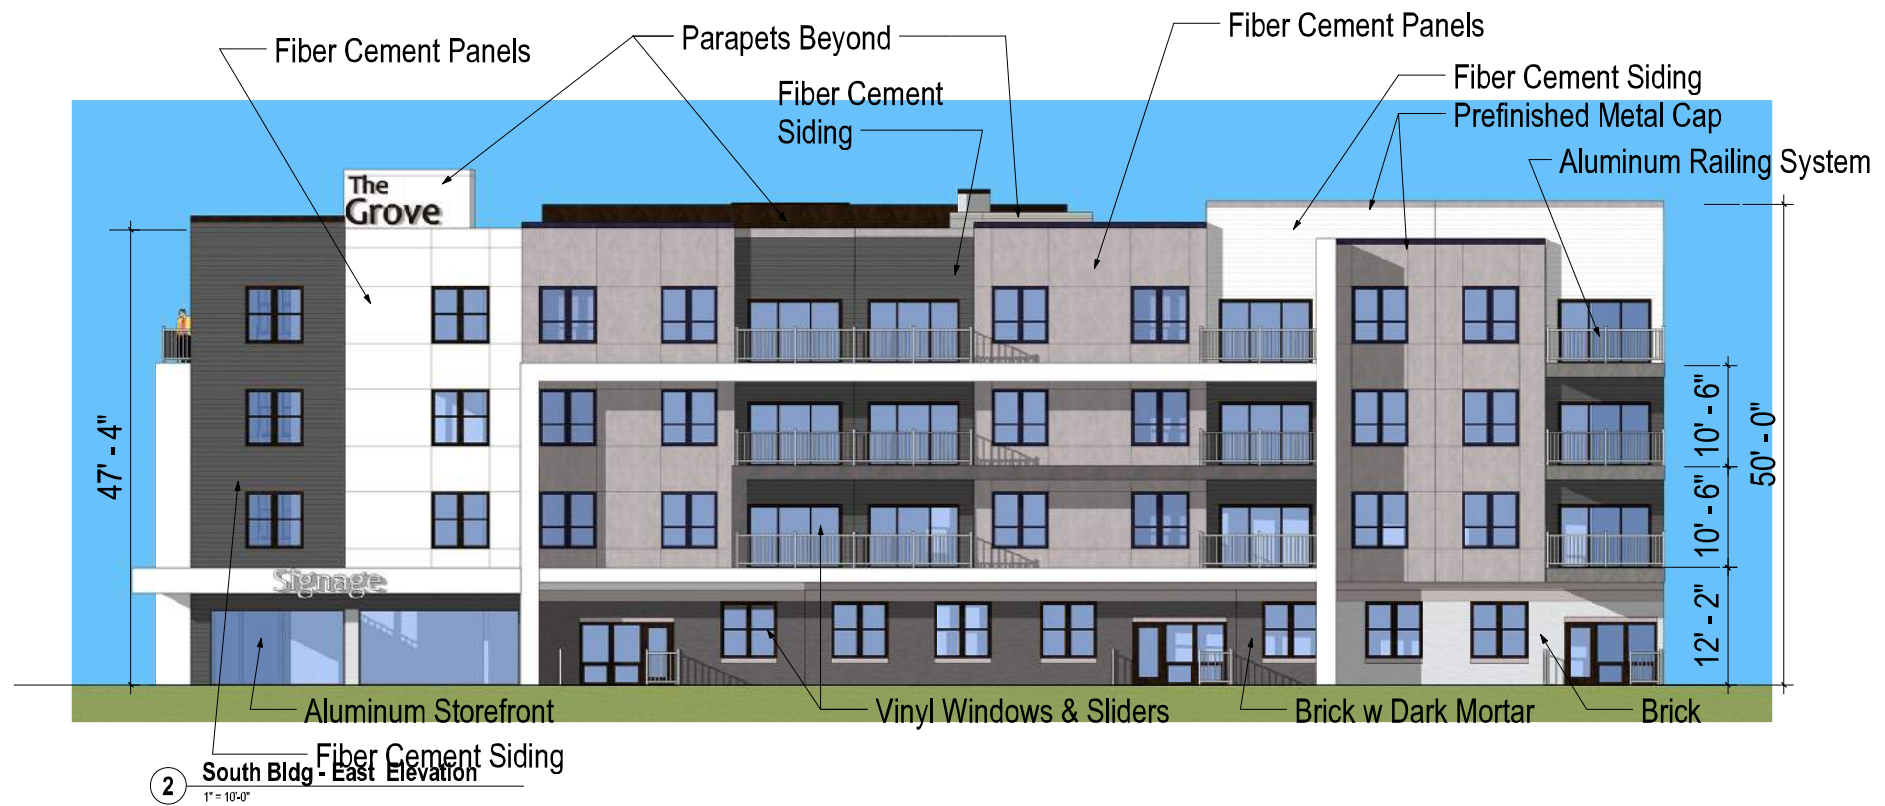 Fiber Cement Panels
Parapets Beyond
Fiber Cement Panels
Fiber Cement
Siding
Fiber Cement Siding
Prefinished Metal Cap
Aluminum Railing System
The
Grove
47' - 4"
10' - 6"
10' - 6"
12' - 2"
50' - 0"
Signage
Aluminum Storefront
Vinyl Windows & Sliders
Brick w Dark Mortar
Brick
Fiber Cement Siding
2
South Bldg - East Elevation
1" = 10'-0"